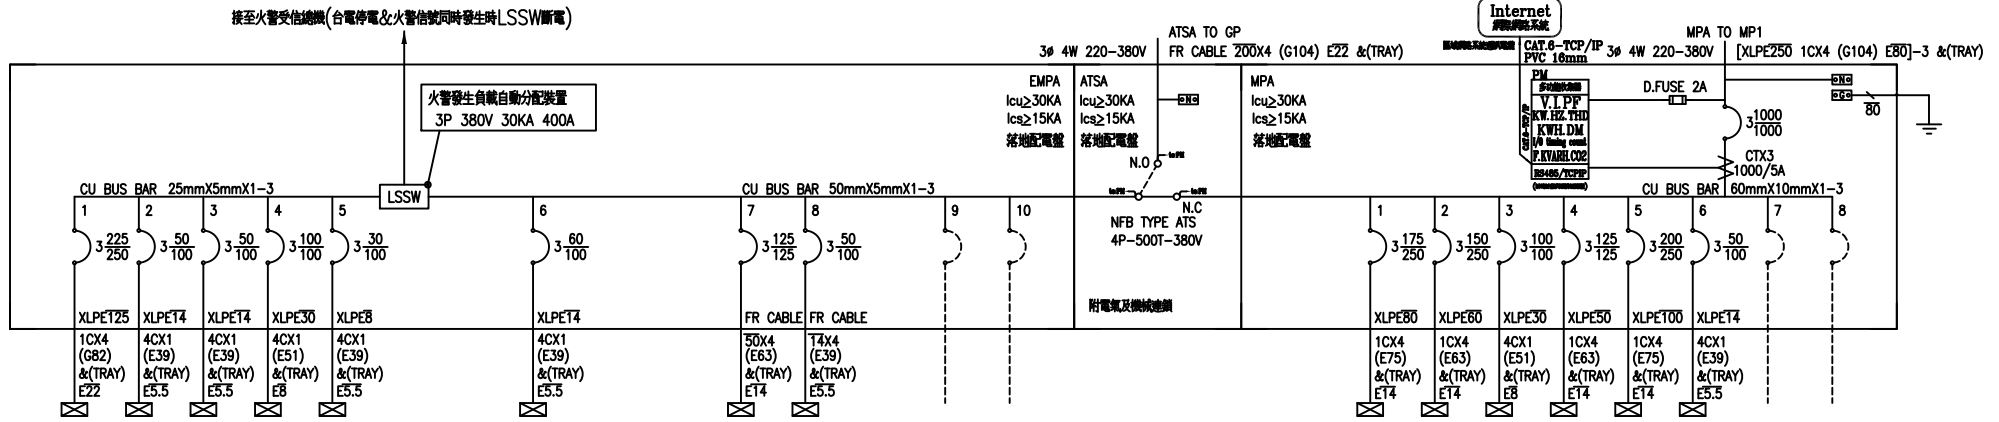 接至火警受信總機(台電停電&火警信號同時發生時LSSW斷電)
火警發生負載自動分配裝置
3P 380V 30KA 400A
LSSW
CU BUS BAR 25mmX5mmX1-3
CU BUS BAR 50mmX5mmX1-3
3ø 4W 220-380V
ATSA TO GP
FR CABLE 200X4 (G104) E22 &(TRAY)
EMPA
Icu≥30KA
Ics≥15KA
落地配電盤
ATSA
Icu≥30KA
Ics≥15KA
落地配電盤
N
N.O
N.C
NFB TYPE ATS
4P-500T-380V
附電氣及機械連鎖
MPA
Icu≥30KA
Ics≥15KA
落地配電盤
Internet
CAT.6-TCP/IP
PVC 16mm
PM
V.I.PF
KW.HZ.THD
KWH.DM
I/O timing count
F.KVARH.CO2
RS485/TCPIP
CAT.6-TCP/IP
3ø 4W 220-380V
MPA TO MP1
[XLPE250 1CX4 (G104) E80]-3 &(TRAY)
D.FUSE 2A
N
G
80
3 1000/1000
CTX3
1000/5A
CU BUS BAR 60mmX10mmX1-3
1 2 3 4 5 6 7 8 9 10
3 225/250 3 50/100 3 50/100 3 100/100 3 30/100 3 60/100 3 125/125 3 50/100
XLPE125 XLPE14 XLPE14 XLPE30 XLPE8 XLPE14 FR CABLE FR CABLE
1CX4 4CX1 4CX1 4CX1 4CX1 4CX1 50X4 14X4
(G82) (E39) (E39) (E51) (E39) (E39) (E63) (E39)
&(TRAY) &(TRAY) &(TRAY) &(TRAY) &(TRAY) &(TRAY) &(TRAY) &(TRAY)
E22 E5.5 E5.5 E8 E5.5 E5.5 E14 E5.5
1 2 3 4 5 6 7 8
3 175/250 3 150/250 3 100/100 3 125/125 3 200/250 3 50/100
XLPE80 XLPE60 XLPE30 XLPE50 XLPE100 XLPE14
1CX4 1CX4 4CX1 1CX4 1CX4 4CX1
(E75) (E63) (E51) (E63) (E75) (E39)
&(TRAY) &(TRAY) &(TRAY) &(TRAY) &(TRAY) &(TRAY)
E14 E14 E8 E14 E14 E5.5